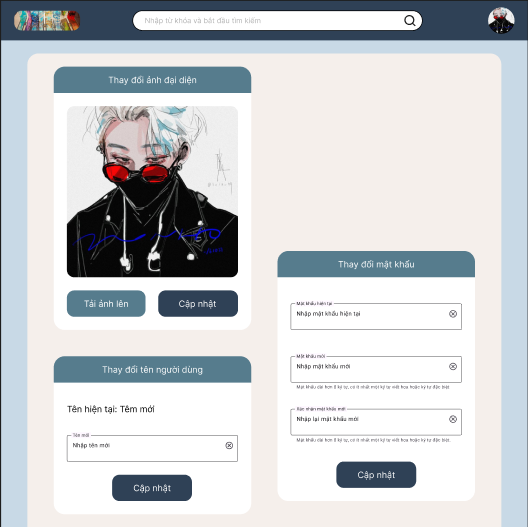 Nhập từ khóa và bắt đầu tìm kiếm
Thay đổi ảnh đại diện
Tải ảnh lên
Cập nhật
Thay đổi tên người dùng
Tên hiện tại: Têm mới
Tên mới
Nhập tên mới
Cập nhật
Thay đổi mật khẩu
Mật khẩu hiện tại
Nhập mật khẩu hiện tại
Mật khẩu mới
Nhập mật khẩu mới
Mật khẩu dài hơn 8 ký tự, có ít nhất một ký tự viết hoa hoặc ký tự đặc biệt
Xác nhận mật khẩu mới
Nhập lại mật khẩu mới
Mật khẩu dài hơn 8 ký tự, có ít nhất một ký tự viết hoa hoặc ký tự đặc biệt
Cập nhật